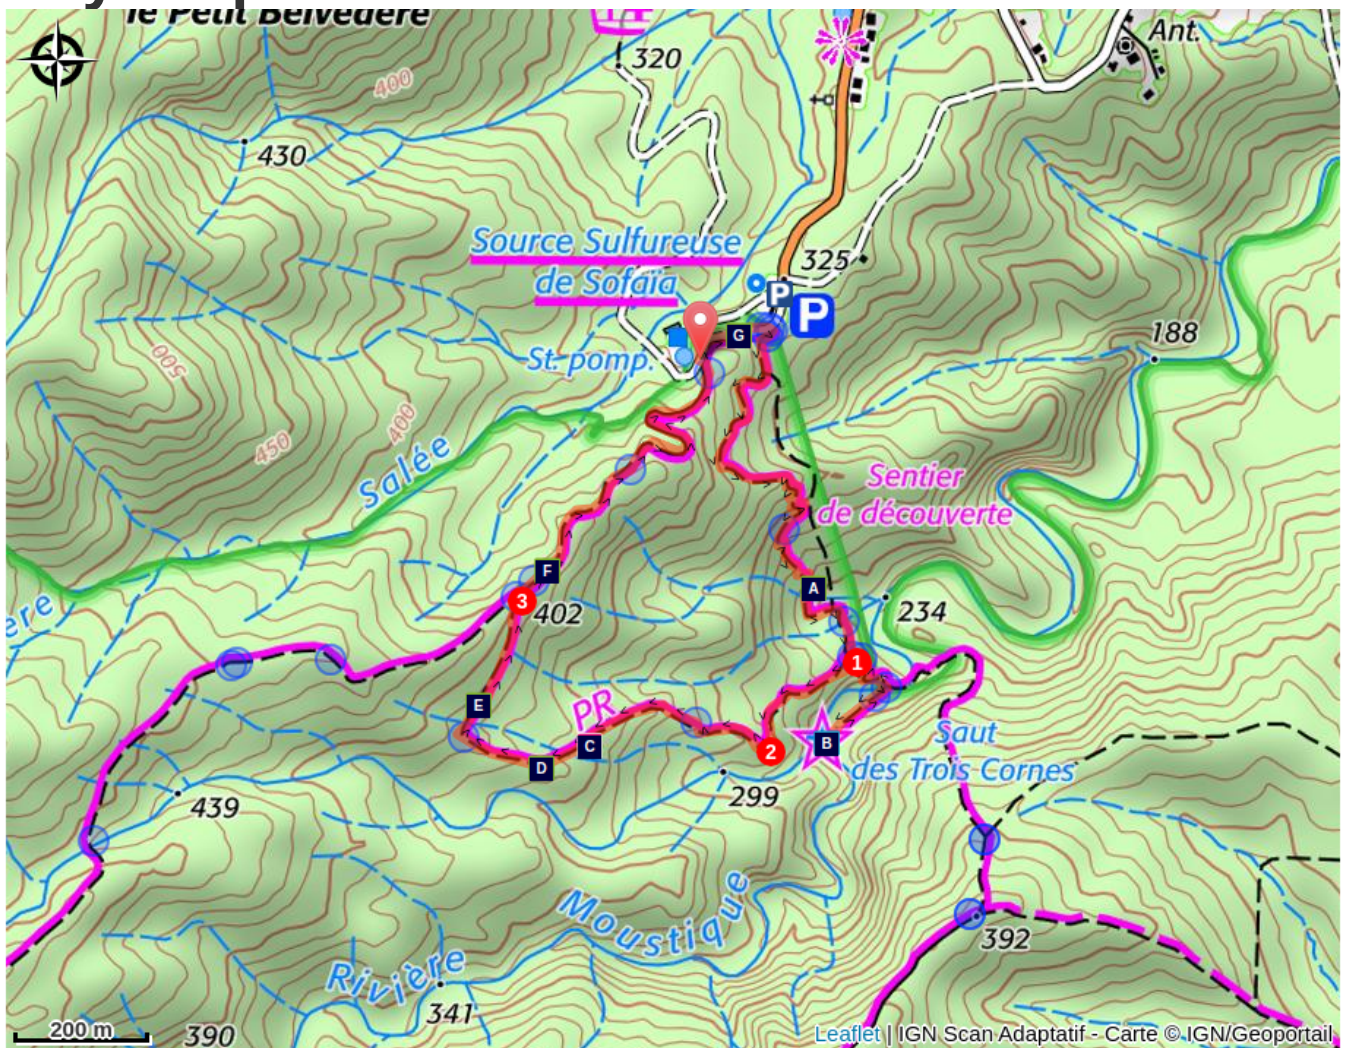 le Petit Belvédère
Ant.
320
400
430
Source Sulfureuse
de Sofaïa
325
P
P
G
St. pomp.
188
500
400
450
Salée
Sentier
de découverte
F
A
3
402
234
ère
1
E
PR
C
D
2
B
Saut
des Trois Cornes
299
439
Moustique
Rivière
392
341
390
200 m
Leaflet | IGN Scan Adaptatif - Carte © IGN/Geoportail